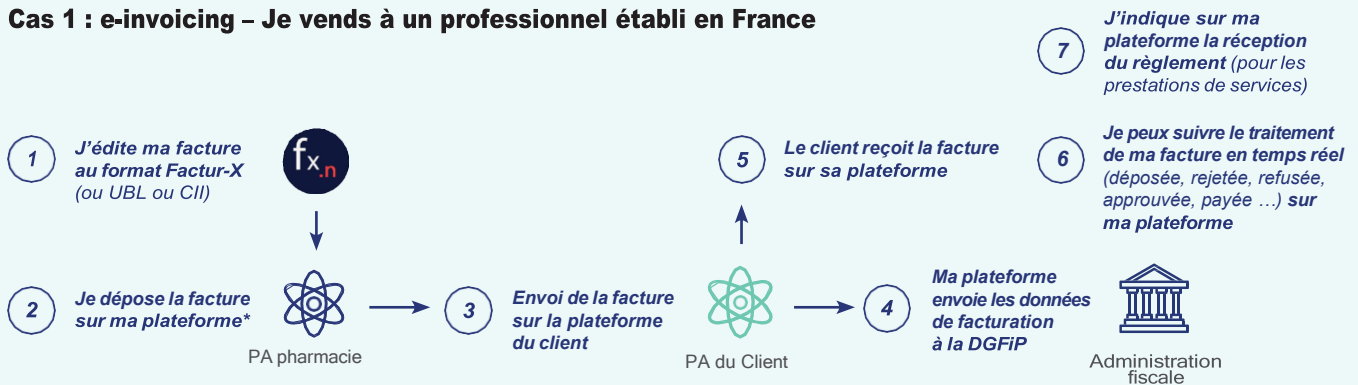 Cas 1 : e-invoicing – Je vends à un professionnel établi en France
1
J'édite ma facture
au format Factur-X
(ou UBL ou CII)
fx.n
2
Je dépose la facture
sur ma plateforme*
PA pharmacie
3
Envoi de la facture
sur la plateforme
du client
PA du Client
4
Ma plateforme
envoie les données
de facturation
à la DGFiP
Administration
fiscale
5
Le client reçoit la facture
sur sa plateforme
6
Je peux suivre le traitement
de ma facture en temps réel
(déposée, rejetée, refusée,
approuvée, payée …) sur
ma plateforme
7
J'indique sur ma
plateforme la réception
du règlement (pour les
prestations de services)